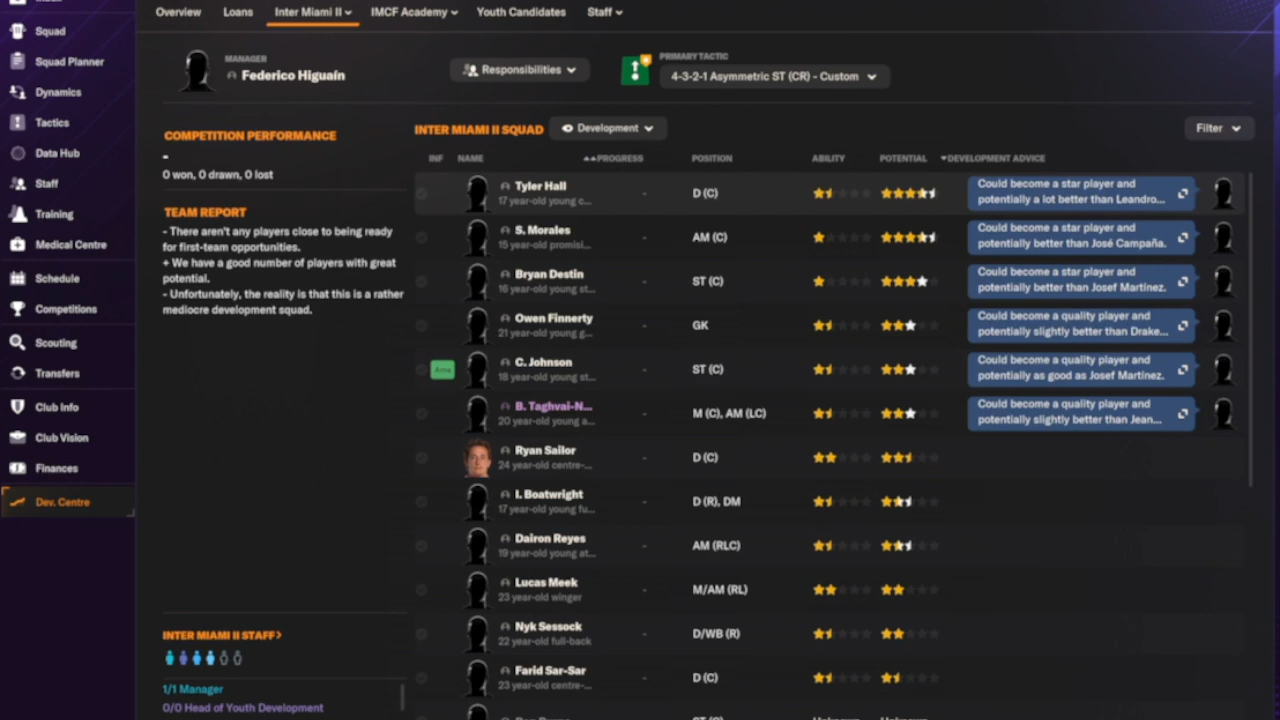 Overview Loans Inter Miami II IMCF Academy Youth Candidates Staff
Squad
Squad Planner
Dynamics
Tactics
Data Hub
Staff
Training
Medical Centre
Schedule
Competitions
Scouting
Transfers
Club Info
Club Vision
Finances
Dev. Centre
MANAGER
Federico Higuaín
Responsibilities
PRIMARY TACTIC
4-3-2-1 Asymmetric ST (CR) - Custom
COMPETITION PERFORMANCE
-
0 won, 0 drawn, 0 lost
TEAM REPORT
- There aren't any players close to being ready
for first-team opportunities.
+ We have a good number of players with great
potential.
- Unfortunately, the reality is that this is a rather
mediocre development squad.
INTER MIAMI II STAFF>
1/1 Manager
0/0 Head of Youth Development
INTER MIAMI II SQUAD Development Filter
INF NAME PROGRESS POSITION ABILITY POTENTIAL DEVELOPMENT ADVICE
Tyler Hall - D (C)
17 year-old young c...
Could become a star player and
potentially a lot better than Leandro...
S. Morales - AM (C)
15 year-old promisi...
Could become a star player and
potentially better than José Campaña.
Bryan Destin - ST (C)
16 year-old young st...
Could become a star player and
potentially better than Josef Martínez.
Owen Finnerty - GK
21 year-old young g...
Could become a quality player and
potentially slightly better than Drake...
C. Johnson - ST (C)
18 year-old young st...
Could become a quality player and
potentially as good as Josef Martínez.
B. Taghvai-N... - M (C), AM (LC)
20 year-old young a...
Could become a quality player and
potentially slightly better than Jean...
Ryan Sailor - D (C)
24 year-old centre-...
I. Boatwright - D (R), DM
17 year-old young fu...
Dairon Reyes - AM (RLC)
19 year-old young at...
Lucas Meek - M/AM (RL)
23 year-old winger
Nyk Sessock - D/WB (R)
22 year-old full-back
Farid Sar-Sar - D (C)
23 year-old centre-...